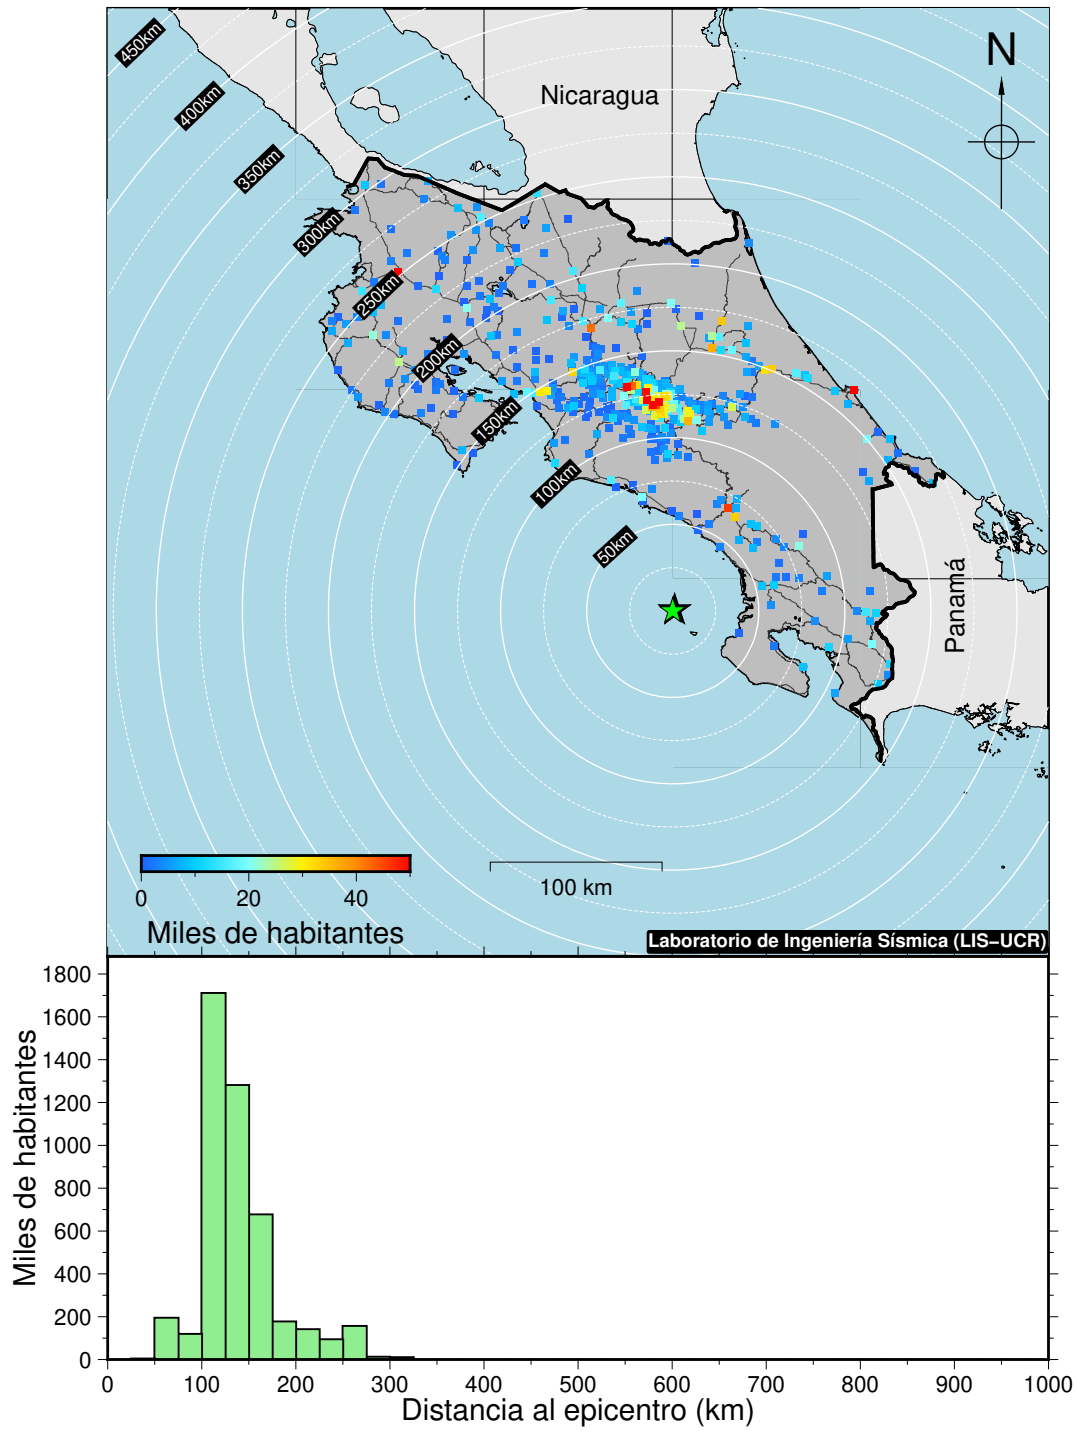 450km
400km
350km
300km
250km
200km
150km
100km
50km
Nicaragua
N
Panamá
0
20
40
Miles de habitantes
100 km
Laboratorio de Ingeniería Sísmica (LIS−UCR)
1800
1600
1400
1200
1000
800
600
400
200
0
Miles de habitantes
0
100
200
300
400
500
600
700
800
900
1000
Distancia al epicentro (km)